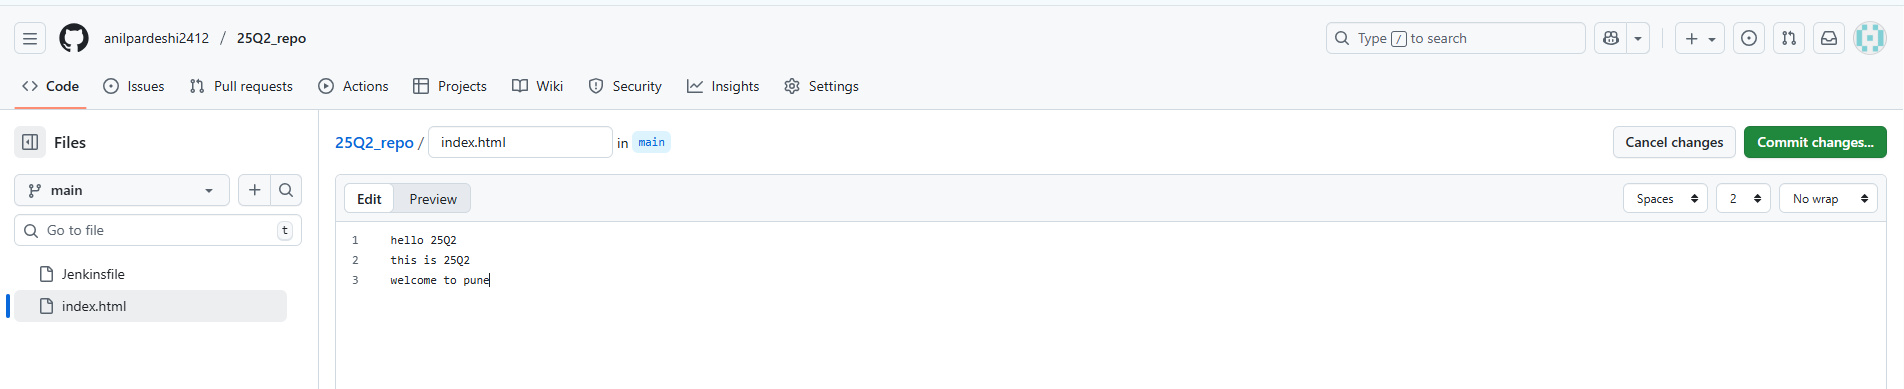 anilpardeshi2412 / 25Q2_repo
Type / to search
Code Issues Pull requests Actions Projects Wiki Security Insights Settings
Files
25Q2_repo / index.html in main
Cancel changes Commit changes...
main
Go to file t
Jenkinsfile
index.html
Edit Preview
Spaces 2 No wrap
1 hello 25Q2
2 this is 25Q2
3 welcome to pune